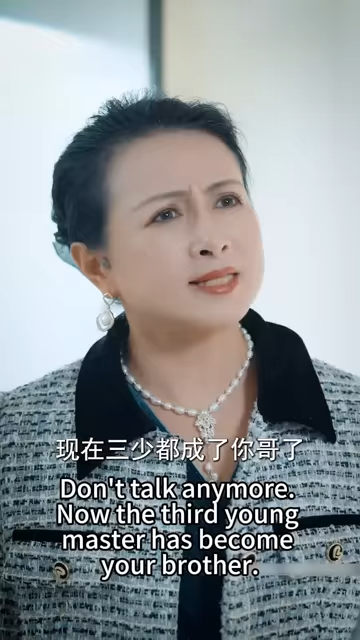 现在三少都成了你哥了
Don't talk anymore.
Now the third young
master has become
your brother.